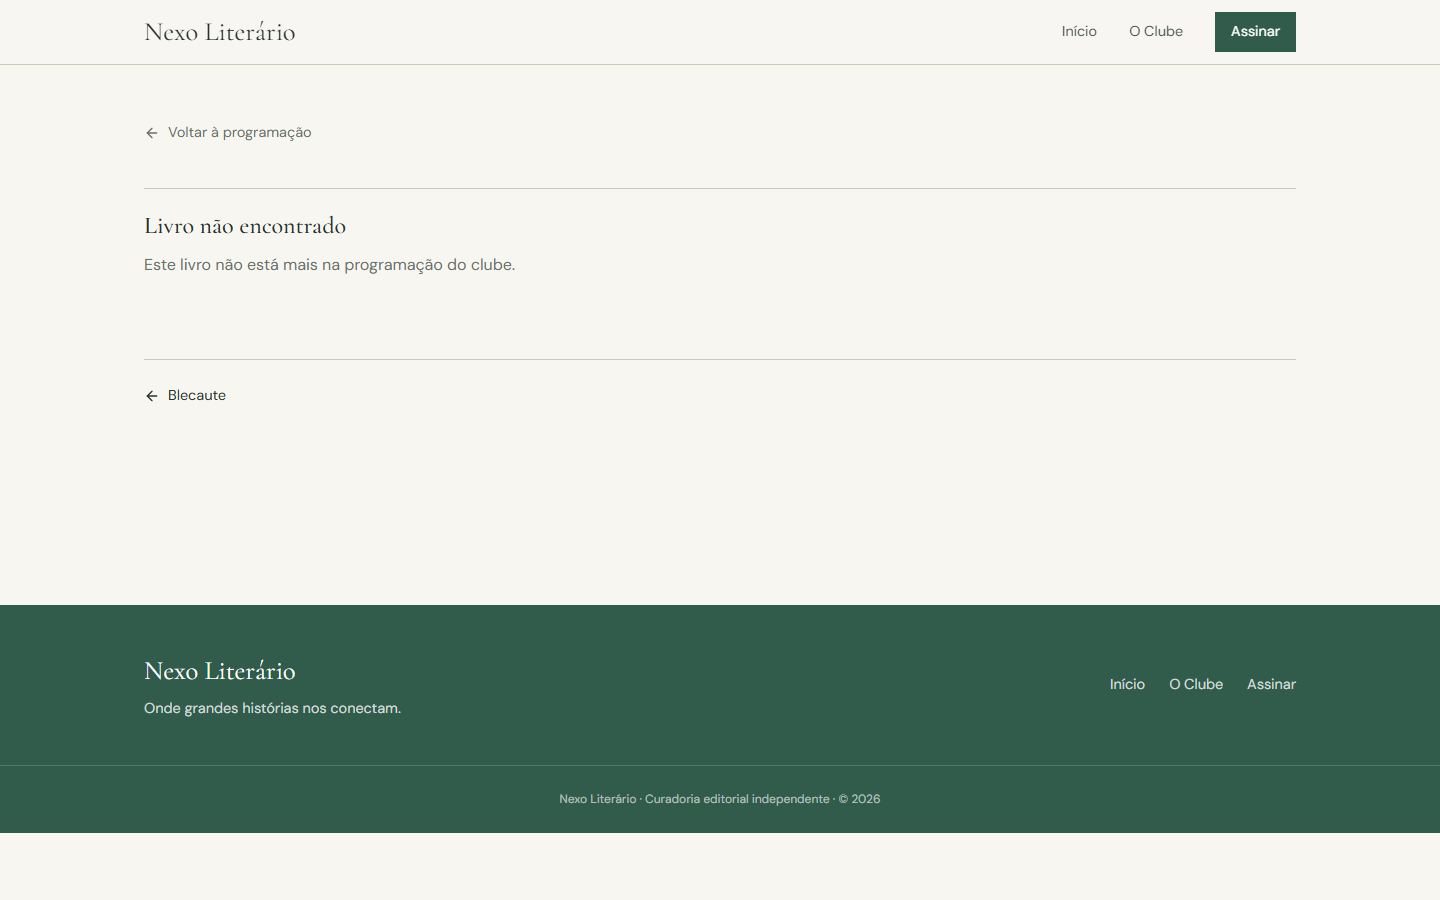 Nexo Literário
Início
O Clube
Assinar
Voltar à programação
Livro não encontrado
Este livro não está mais na programação do clube.
Blecaute
Nexo Literário
Onde grandes histórias nos conectam.
Início
O Clube
Assinar
Nexo Literário · Curadoria editorial independente · © 2026